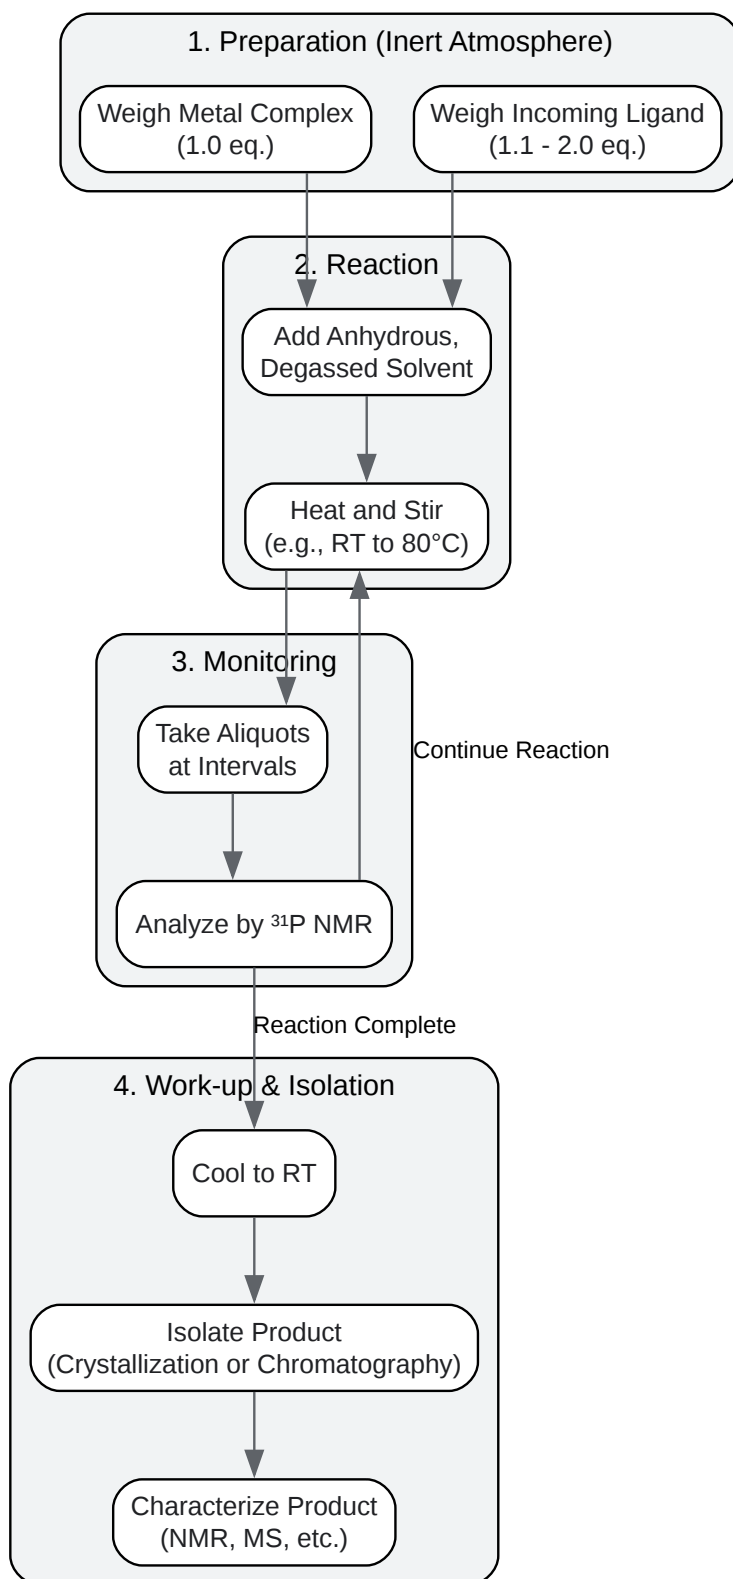 1. Preparation (Inert Atmosphere)
Weigh Metal Complex
(1.0 eq.)
Weigh Incoming Ligand
(1.1 - 2.0 eq.)
2. Reaction
Add Anhydrous,
Degassed Solvent
Heat and Stir
(e.g., RT to 80°C)
3. Monitoring
Take Aliquots
at Intervals
Continue Reaction
Analyze by ³¹P NMR
Reaction Complete
4. Work-up & Isolation
Cool to RT
Isolate Product
(Crystallization or Chromatography)
Characterize Product
(NMR, MS, etc.)